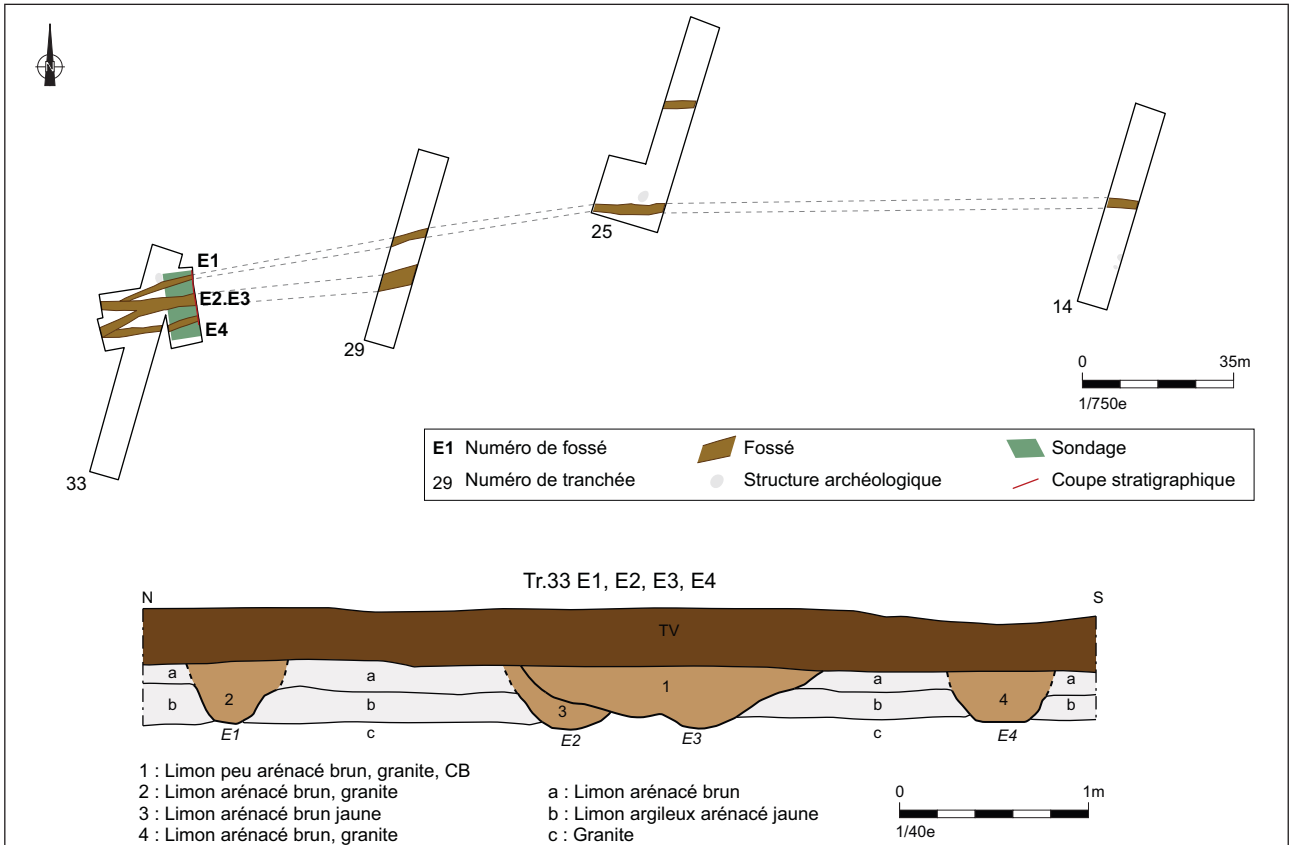 N
E1
E2.E3
E4
33
29
25
14
0 35m
1/750e
E1 Numéro de fossé
Fossé
Sondage
29 Numéro de tranchée
Structure archéologique
Coupe stratigraphique
Tr.33 E1, E2, E3, E4
N S
TV
a a a a
1
2
b b b b
3
4
E1 E2 E3 E4
c c
1 : Limon peu arénacé brun, granite, CB
2 : Limon arénacé brun, granite
3 : Limon arénacé brun jaune
4 : Limon arénacé brun, granite
a : Limon arénacé brun
b : Limon argileux arénacé jaune
c : Granite
0 1m
1/40e